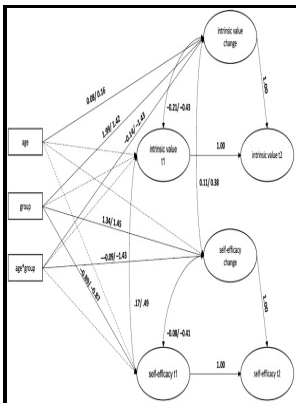 intrinsic value
change
0.08/ 0.16
1.99/ 1.42
-0.14/ -1.43
-0.21/ -0.43
1.00
age
intrinsic value
t1
1.00
intrinsic value t2
0.11/ 0.38
group
1.34/ 1.45
self-efficacy
change
age*group
-0.09/ -1.43
.17/ .49
1.00
-0.08/ -0.41
self-efficacy t1
1.00
self-efficacy t2